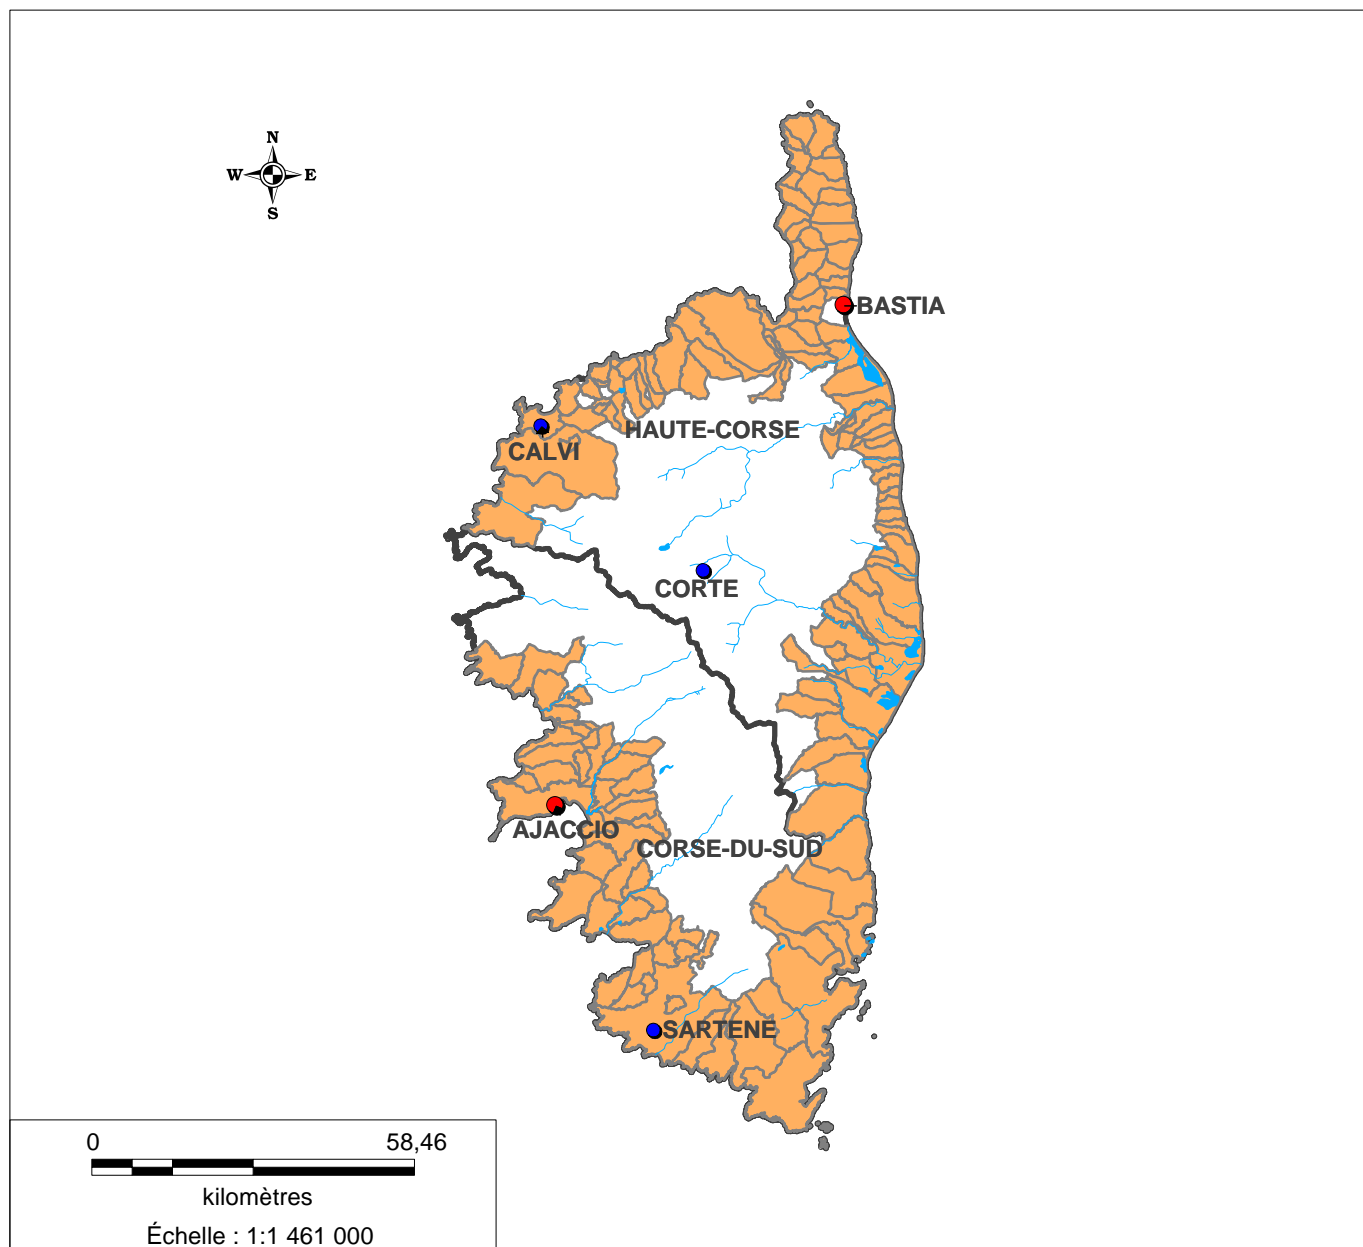 N
W E
S
BASTIA
HAUTE-CORSE
CALVI
CORTE
AJACCIO
CORSE-DU-SUD
SARTENE
0 58,46
kilomètres
Échelle : 1:1 461 000